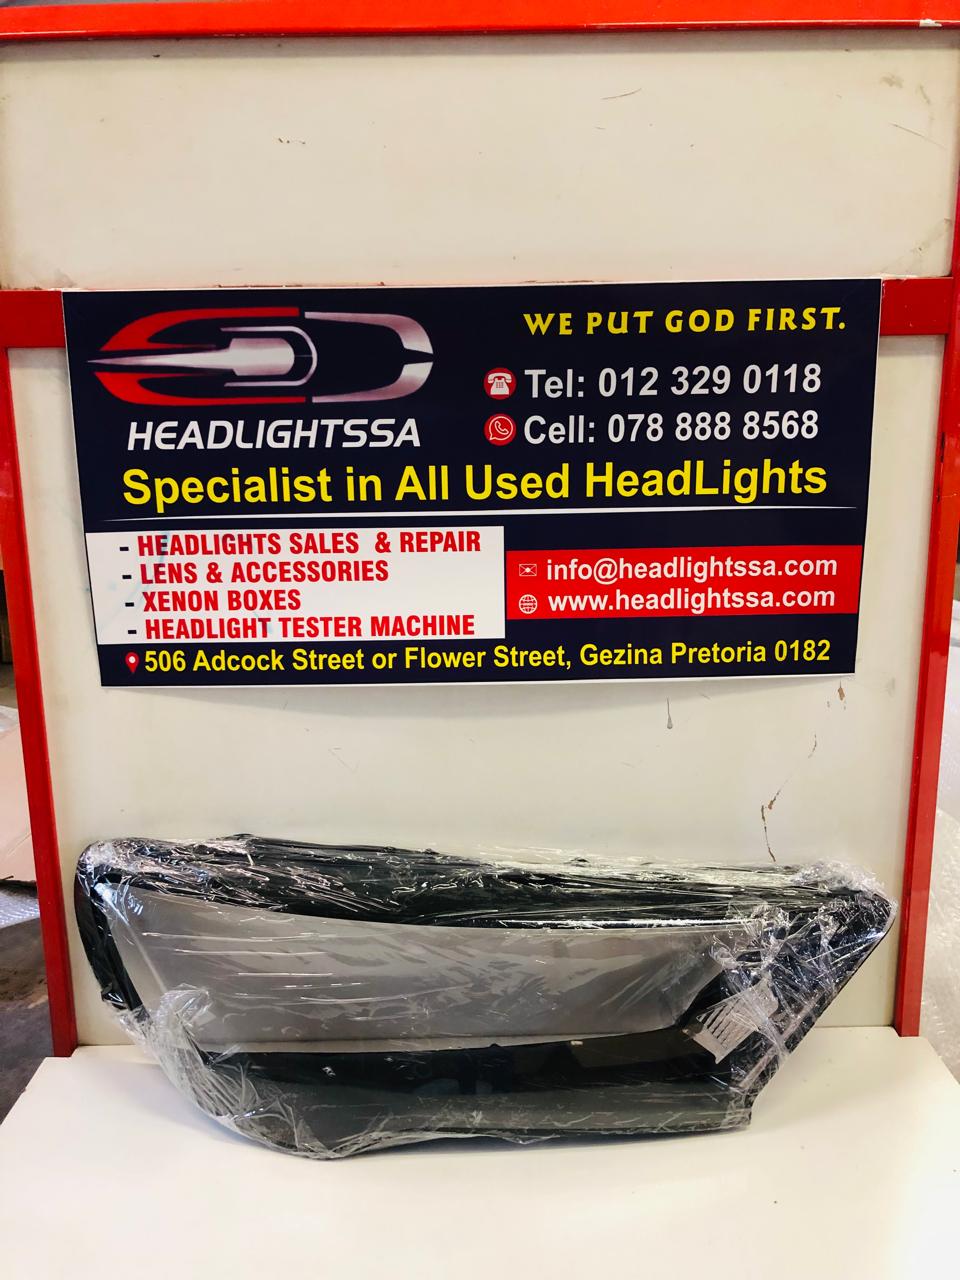 WE PUT GOD FIRST.
Tel: 012 329 0118
Cell: 078 888 8568
HEADLIGHTSSA
Specialist in All Used HeadLights
- HEADLIGHTS SALES & REPAIR
- LENS & ACCESSORIES
- XENON BOXES
- HEADLIGHT TESTER MACHINE
info@headlightssa.com
www.headlightssa.com
506 Adcock Street or Flower Street, Gezina Pretoria 0182